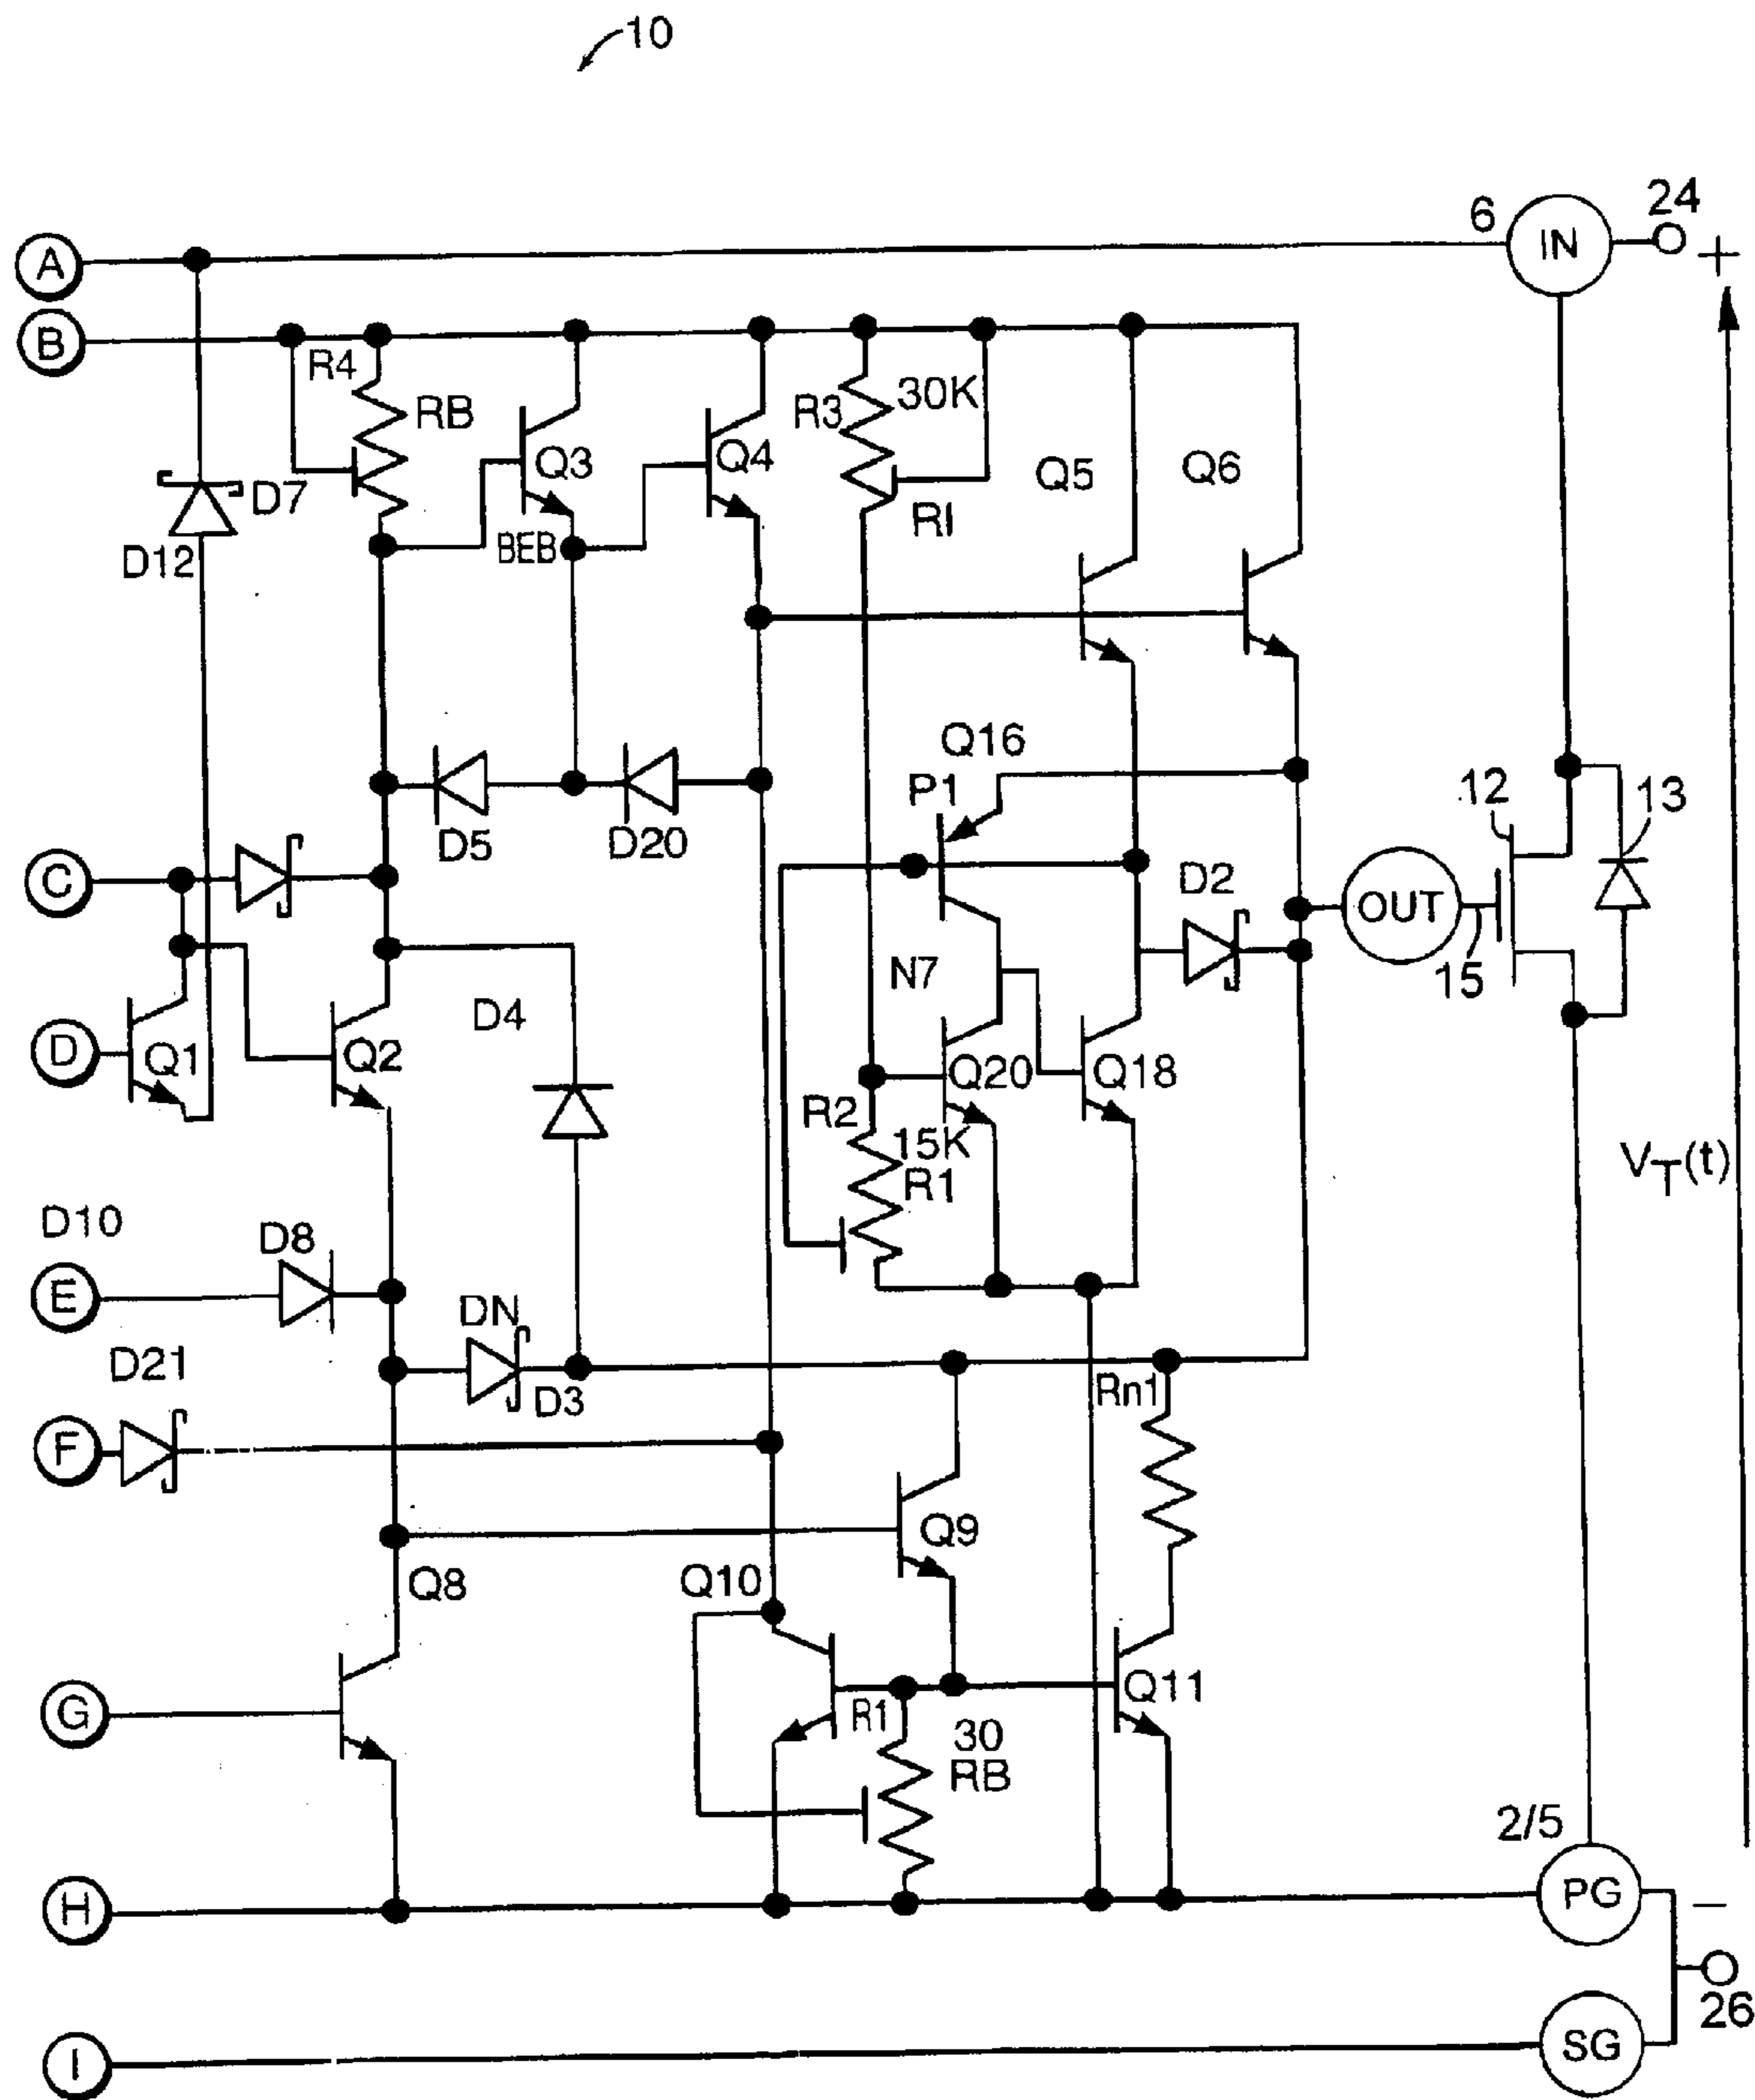 10
24
6
IN
+
A
B
R4
RB
R3
30K
Q3
Q4
Q5
Q6
D7
RI
D12
BEB
Q16
P1
12
13
D5
D20
C
D2
OUT
N7
15
D4
D
Q1
Q2
Q20
Q18
R2
15K
R1
VT(t)
D10
D8
E
DN
D21
D3
Rn1
F
Q9
Q8
Q10
Q11
G
R1
30
RB
2/5
H
PG
−
26
I
SG